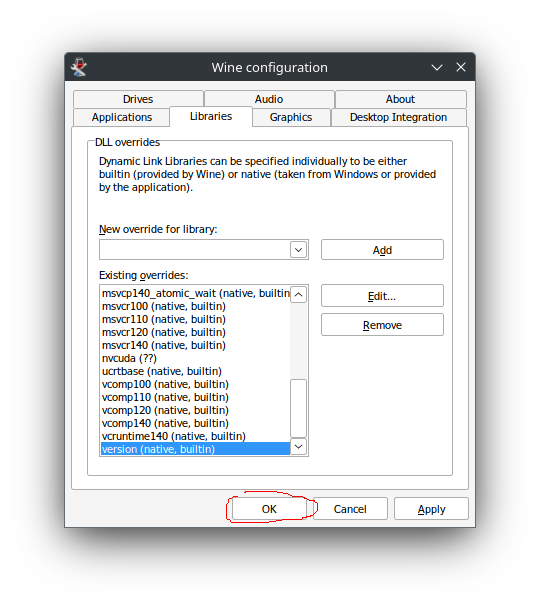 Wine configuration
Drives Audio About
Applications Libraries Graphics Desktop Integration
DLL overrides
Dynamic Link Libraries can be specified individually to be either
builtin (provided by Wine) or native (taken from Windows or provided
by the application).
New override for library:
Add
Existing overrides:
msvcp140_atomic_wait (native, builtin
msvcr100 (native, builtin)
msvcr110 (native, builtin)
msvcr120 (native, builtin)
msvcr140 (native, builtin)
nvcuda (??)
ucrtbase (native, builtin)
vcomp100 (native, builtin)
vcomp110 (native, builtin)
vcomp120 (native, builtin)
vcomp140 (native, builtin)
vcruntime140 (native, builtin)
version (native, builtin)
Edit...
Remove
OK Cancel Apply